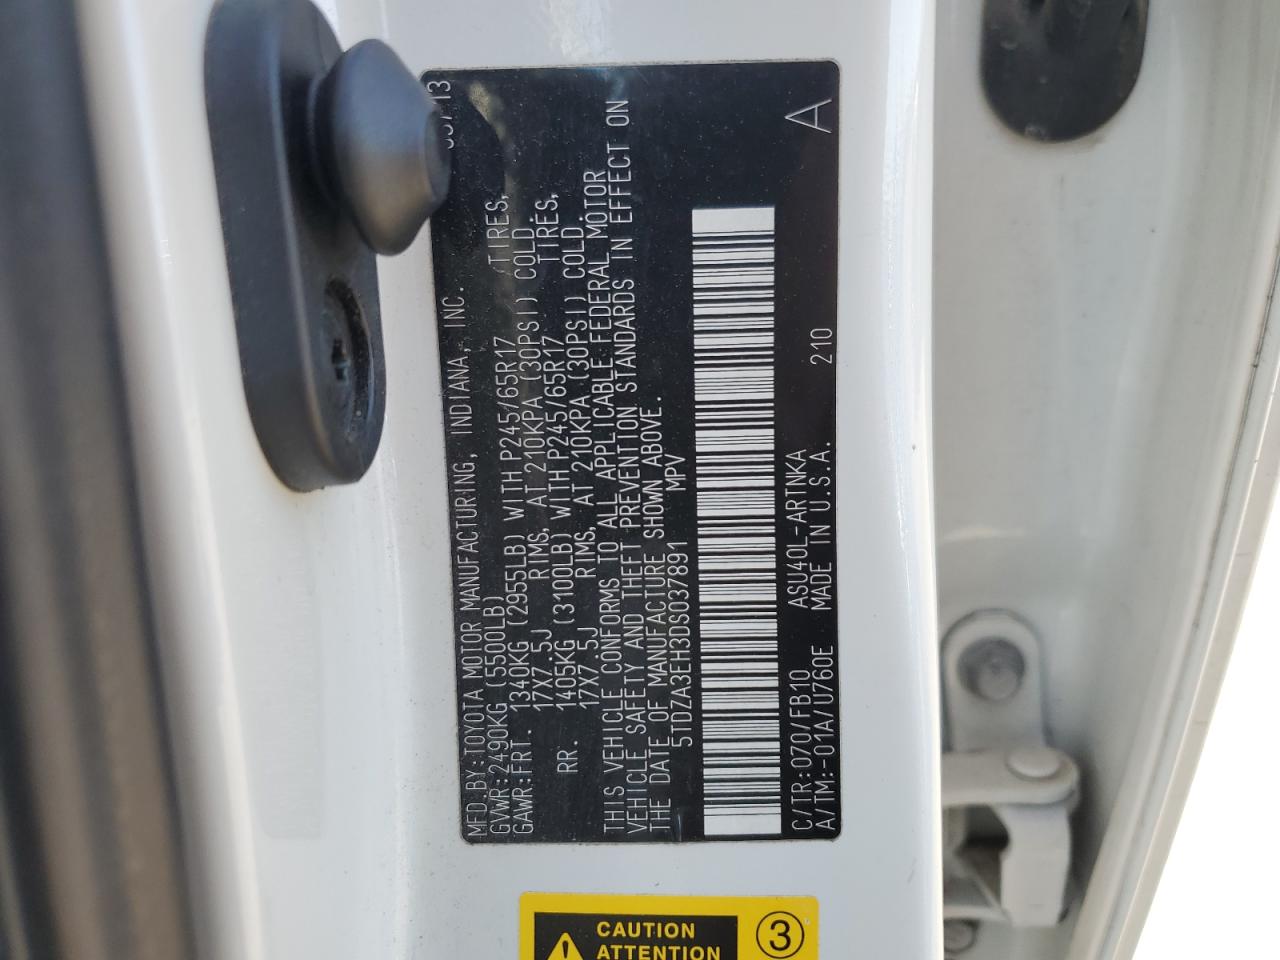 MFD.BY:TOYOTA MOTOR MANUFACTURING, INDIANA, INC. 13
GVWR:2490KG (5500LB)
GAWR:FRT. 1340KG (2955LB) WITH P245/65R17 TIRES,
17X7.5J RIMS, AT 210KPA (30PSI) COLD.
RR. 1405KG (3100LB) WITH P245/65R17 TIRES,
17X7.5J RIMS, AT 210KPA (30PSI) COLD.
THIS VEHICLE CONFORMS TO ALL APPLICABLE FEDERAL MOTOR
VEHICLE SAFETY AND THEFT PREVENTION STANDARDS IN EFFECT ON
THE DATE OF MANUFACTURE SHOWN ABOVE.
5TDZA3EH3DS037891 MPV
C/TR:070/FB10 ASU40L-ARTNKA
A/TM:-01A/U760E MADE IN U.S.A. 210 A
CAUTION
ATTENTION
3